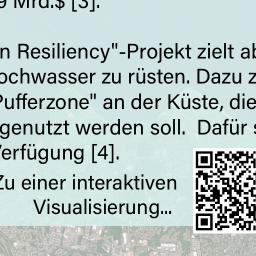 9 Mrd.$ [3].
n Resiliency"-Projekt zielt ab
ochwasser zu rüsten. Dazu z
Pufferzone" an der Küste, die
genutzt werden soll. Dafür s
erfügung [4].
Zu einer interaktiven
Visualisierung...